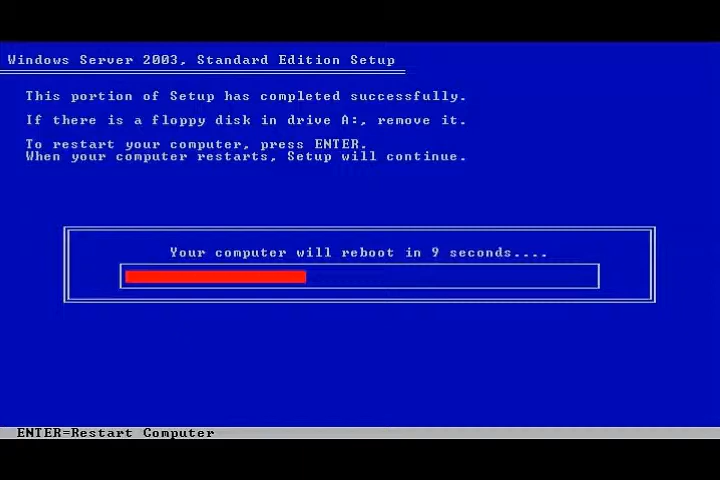 Windows Server 2003, Standard Edition Setup
This portion of Setup has completed successfully.
If there is a floppy disk in drive A:, remove it.
To restart your computer, press ENTER.
When your computer restarts, Setup will continue.
Your computer will reboot in 9 seconds....
ENTER=Restart Computer